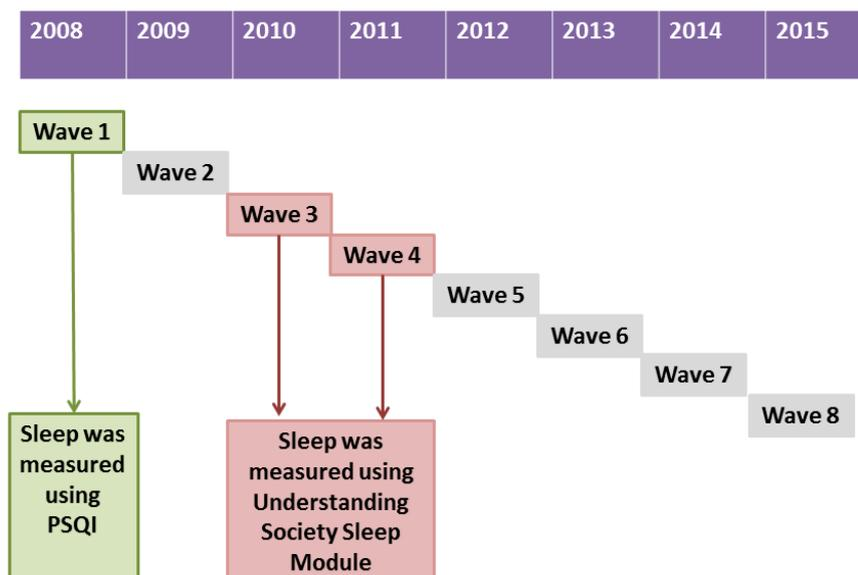 2008 2009 2010 2011 2012 2013 2014 2015
Wave 1
Wave 2
Wave 3
Wave 4
Wave 5
Wave 6
Wave 7
Wave 8
Sleep was
measured
using
PSQI
Sleep was
measured using
Understanding
Society Sleep
Module